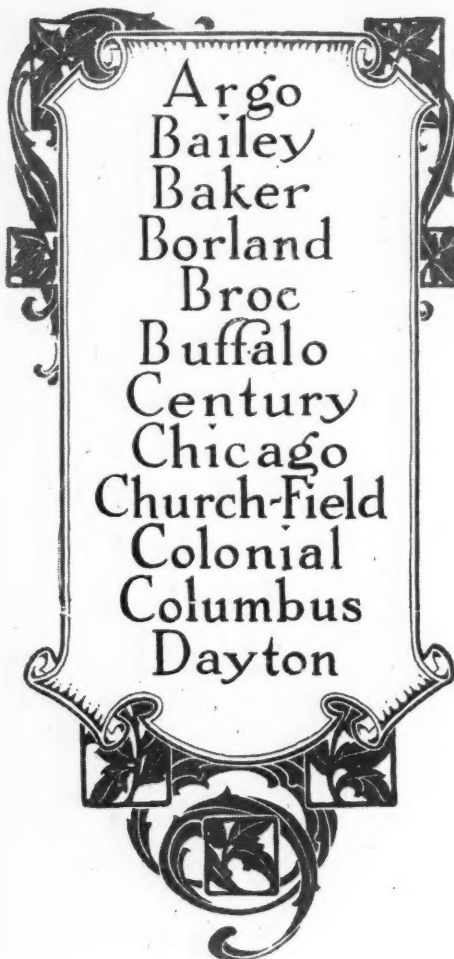 Argo
Bailey
Baker
Borland
Broc
Buffalo
Century
Chicago
Church-Field
Colonial
Columbus
Dayton